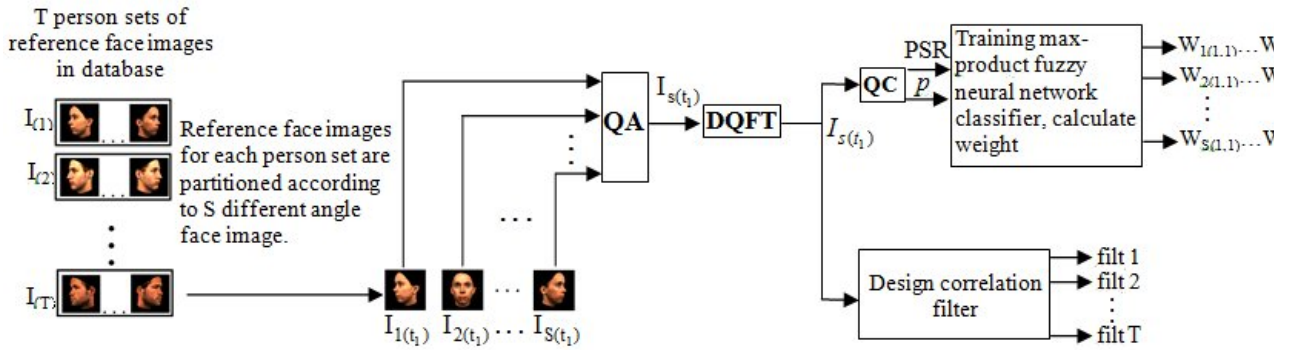 T person sets of
reference face images
in database
I(1)
. . .
I(2)
. . .
I(T)
. . .
Reference face images
for each person set are
partitioned according
to S different angle
face image.
. . .
I1(t1) I2(t1) . . . IS(t1)
QA
Is(t1)
DQFT
Is(t1)
QC
PSR
p
Training max-
product fuzzy
neural network
classifier, calculate
weight
W1(1,1)... W
W2(1,1)... W
WS(1,1)... W
Design correlation
filter
filt 1
filt 2
filt T